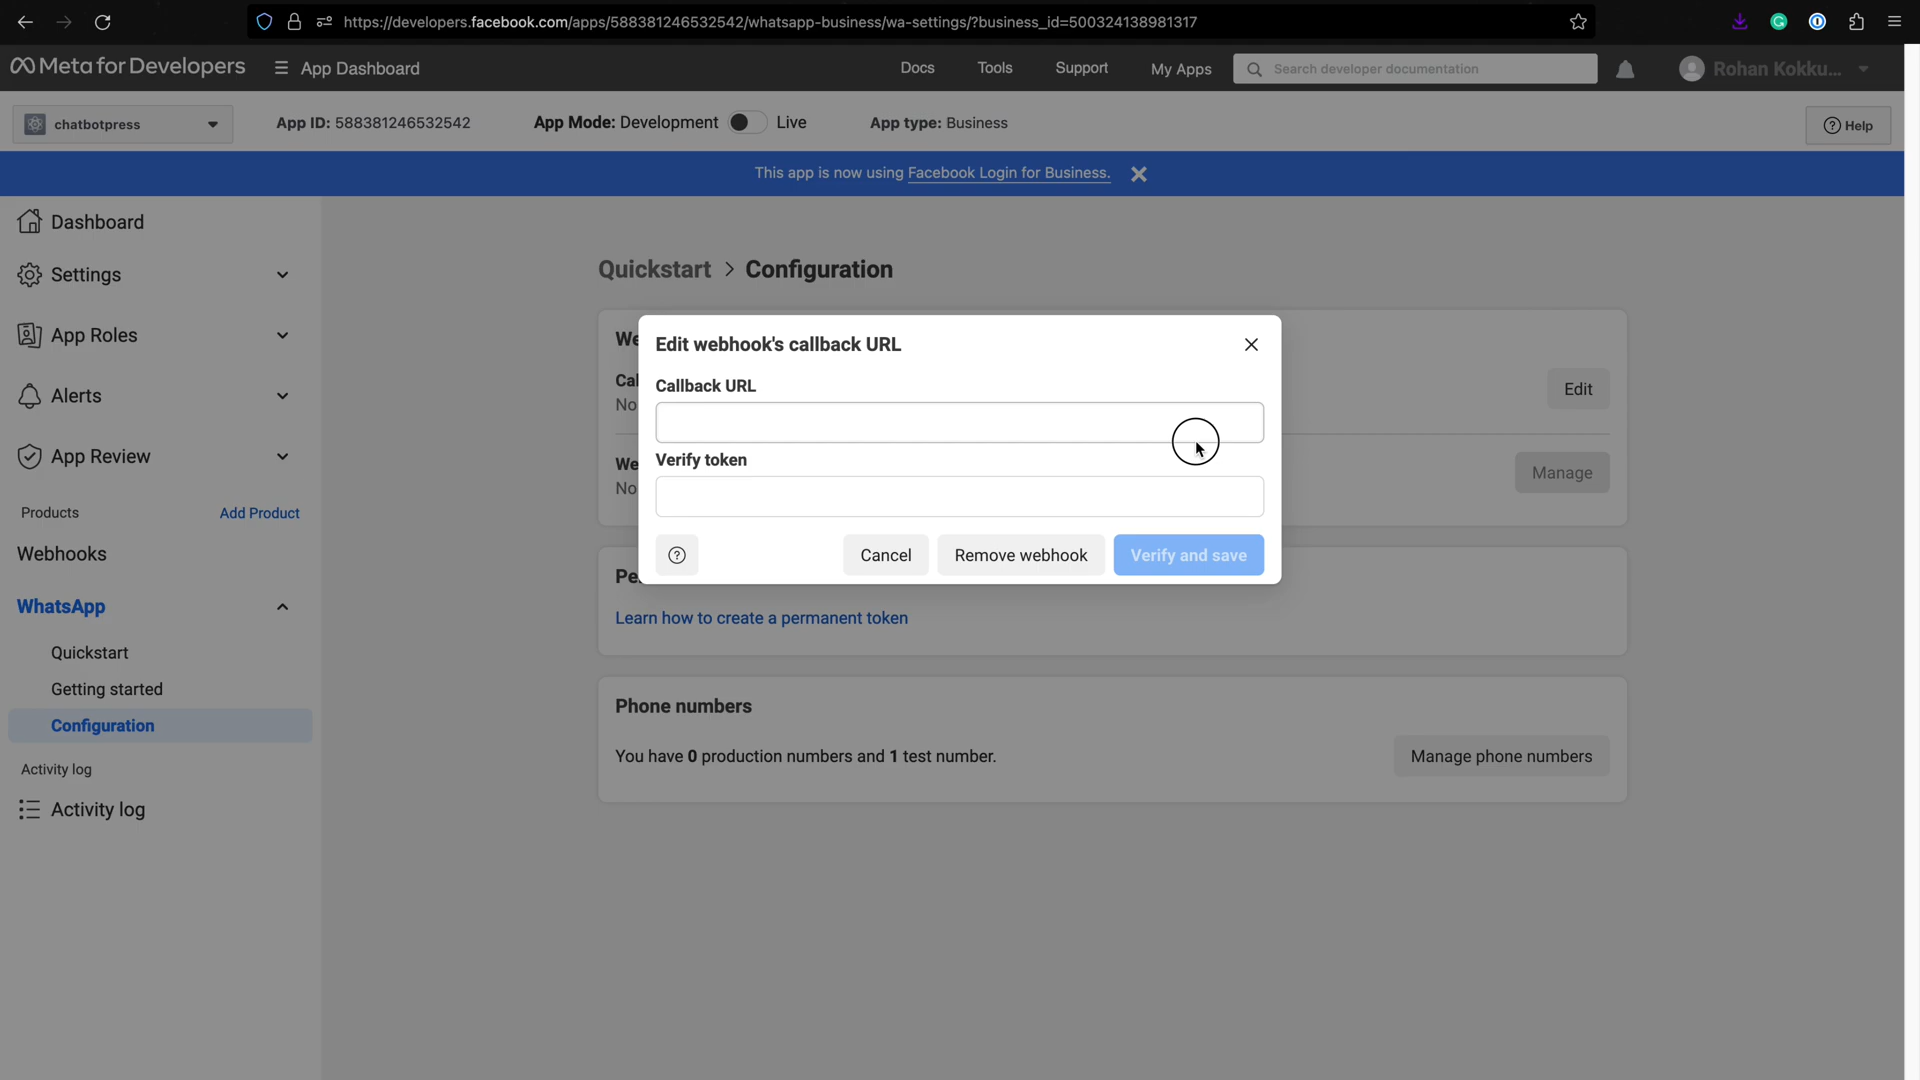 https://developers.facebook.com/apps/588381246532542/whatsapp-business/wa-settings/?business_id=500324138981317
Meta for Developers
App Dashboard
Docs
Tools
Support
My Apps
Search developer documentation
Rohan Kokku...
chatbotpress
App ID: 588381246532542
App Mode: Development
Live
App type: Business
Help
This app is now using Facebook Login for Business.
Dashboard
Settings
App Roles
Alerts
App Review
Products
Add Product
Webhooks
WhatsApp
Quickstart
Getting started
Configuration
Activity log
Activity log
Quickstart > Configuration
We
Cal
No
Edit
We
No
Manage
Edit webhook's callback URL
Callback URL
Verify token
Cancel
Remove webhook
Verify and save
Pe
Learn how to create a permanent token
Phone numbers
You have 0 production numbers and 1 test number.
Manage phone numbers